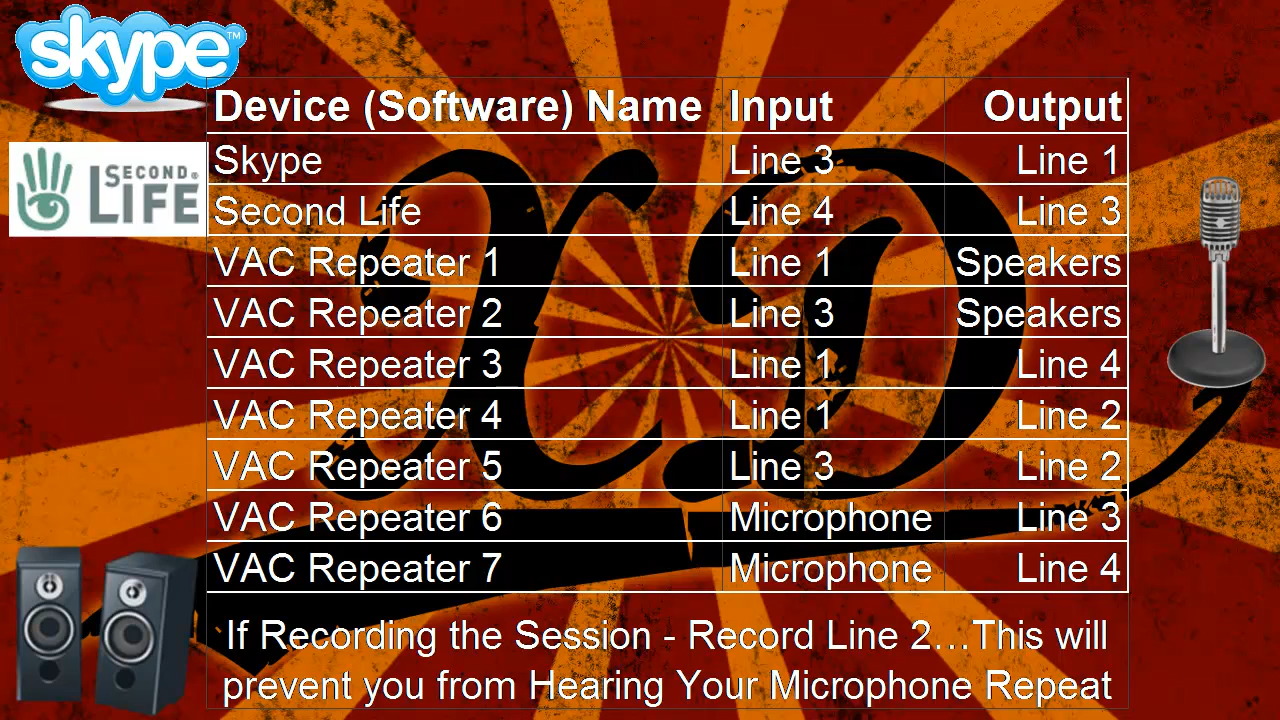 skype™
Device (Software) Name Input Output
SECOND®
LIFE
Skype Line 3 Line 1
Second Life Line 4 Line 3
VAC Repeater 1 Line 1 Speakers
VAC Repeater 2 Line 3 Speakers
VAC Repeater 3 Line 1 Line 4
VAC Repeater 4 Line 1 Line 2
VAC Repeater 5 Line 3 Line 2
VAC Repeater 6 Microphone Line 3
VAC Repeater 7 Microphone Line 4
If Recording the Session - Record Line 2…This will
prevent you from Hearing Your Microphone Repeat